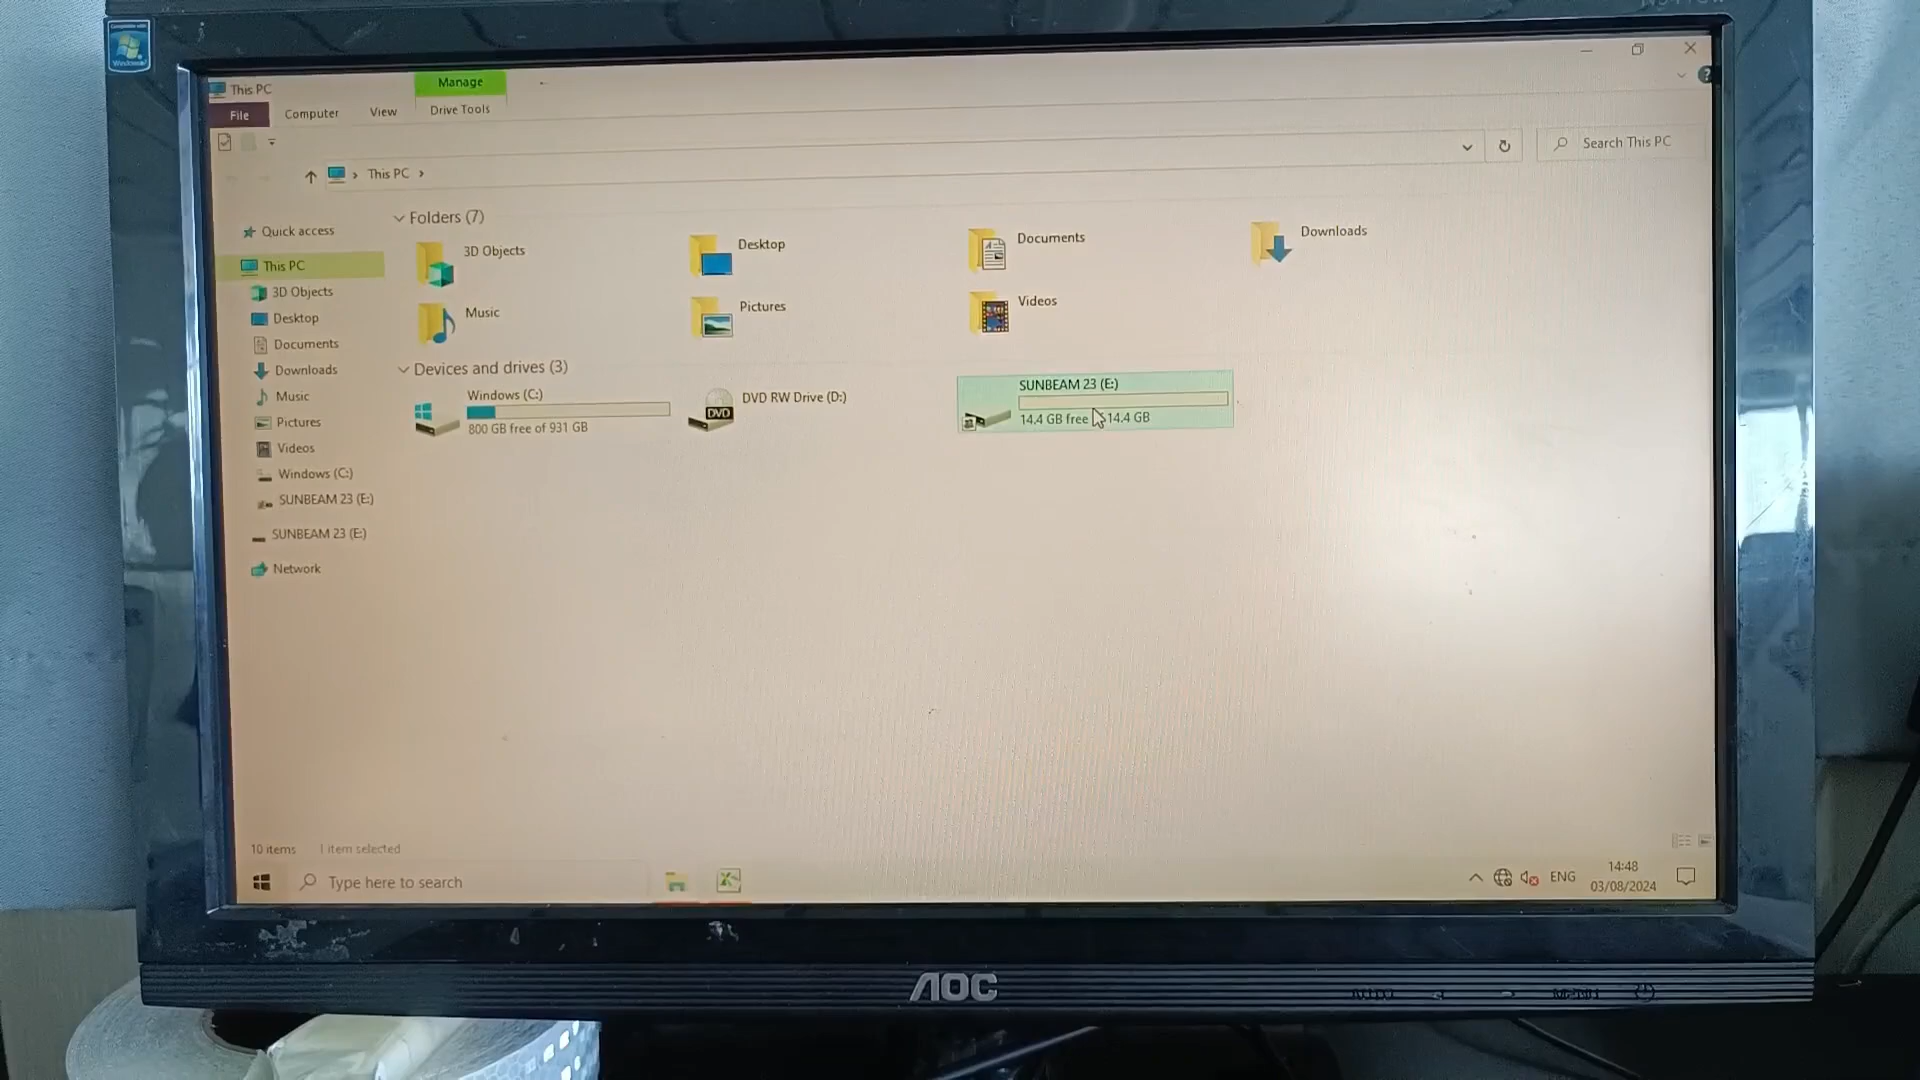 This PC
Manage
File
Computer
View
Drive Tools
This PC
Search This PC
Quick access
This PC
3D Objects
Desktop
Documents
Downloads
Music
Pictures
Videos
Windows (C:)
SUNBEAM 23 (E:)
SUNBEAM 23 (E:)
Network
Folders (7)
3D Objects
Desktop
Documents
Downloads
Music
Pictures
Videos
Devices and drives (3)
Windows (C:)
800 GB free of 931 GB
DVD
DVD RW Drive (D:)
SUNBEAM 23 (E:)
14.4 GB free 14.4 GB
10 items
1 item selected
Type here to search
ENG
14:48
03/08/2024
AOC